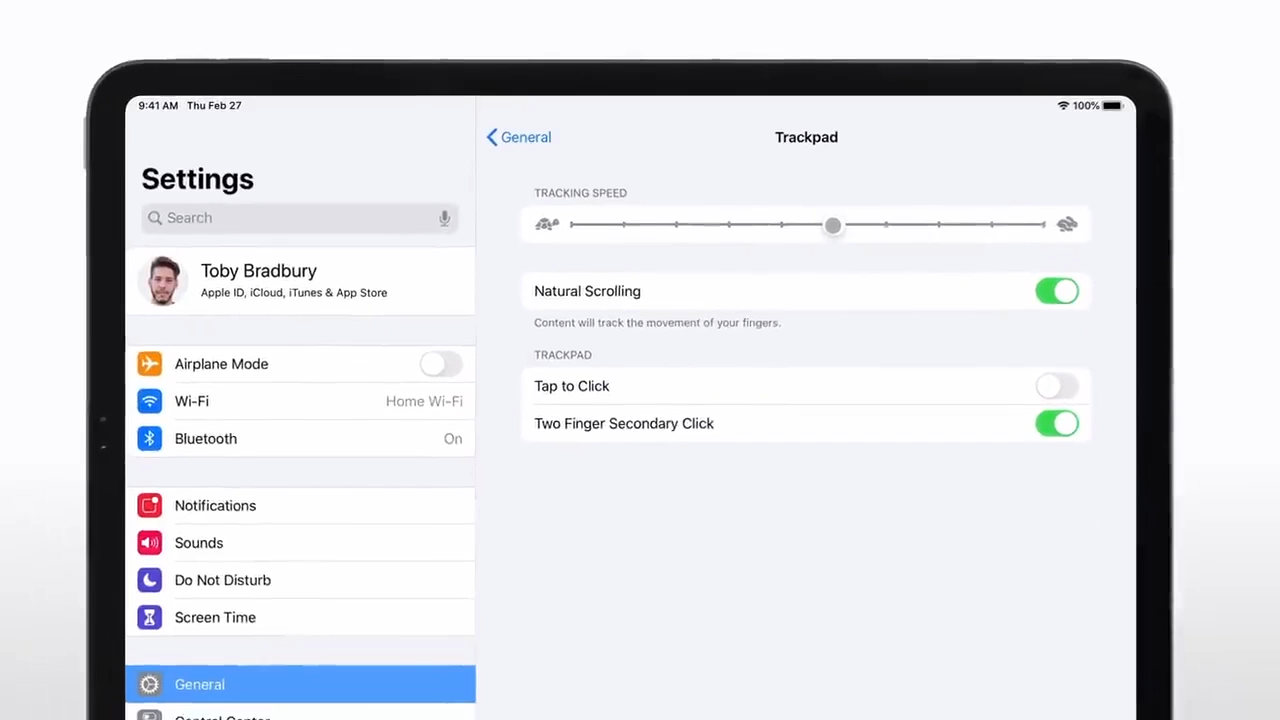 9:41 AM Thu Feb 27
100%
Settings
Search
Toby Bradbury
Apple ID, iCloud, iTunes & App Store
Airplane Mode
Wi-Fi Home Wi-Fi
Bluetooth On
Notifications
Sounds
Do Not Disturb
Screen Time
General
Control Center
General
Trackpad
TRACKING SPEED
Natural Scrolling
Content will track the movement of your fingers.
TRACKPAD
Tap to Click
Two Finger Secondary Click